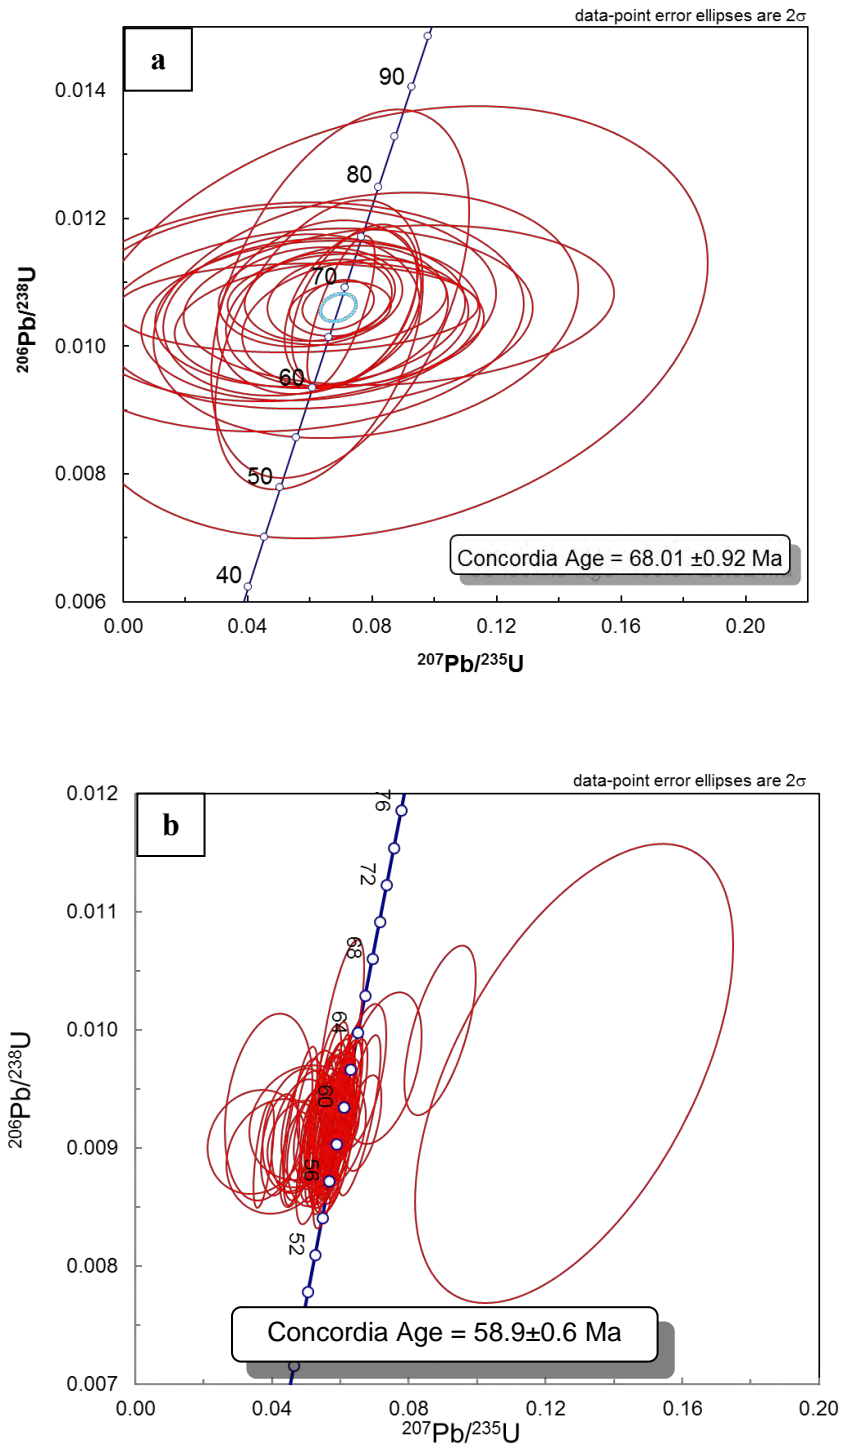 data-point error ellipses are 2σ
a
0.014
0.012
0.010
0.008
0.006
90
80
70
60
50
40
206Pb/238U
Concordia Age = 68.01 ±0.92 Ma
0.00 0.04 0.08 0.12 0.16 0.20
207Pb/235U
data-point error ellipses are 2σ
b
0.012
0.011
0.010
0.009
0.008
0.007
76
72
68
64
60
56
52
206Pb/238U
Concordia Age = 58.9±0.6 Ma
0.00 0.04 0.08 0.12 0.16 0.20
207Pb/235U